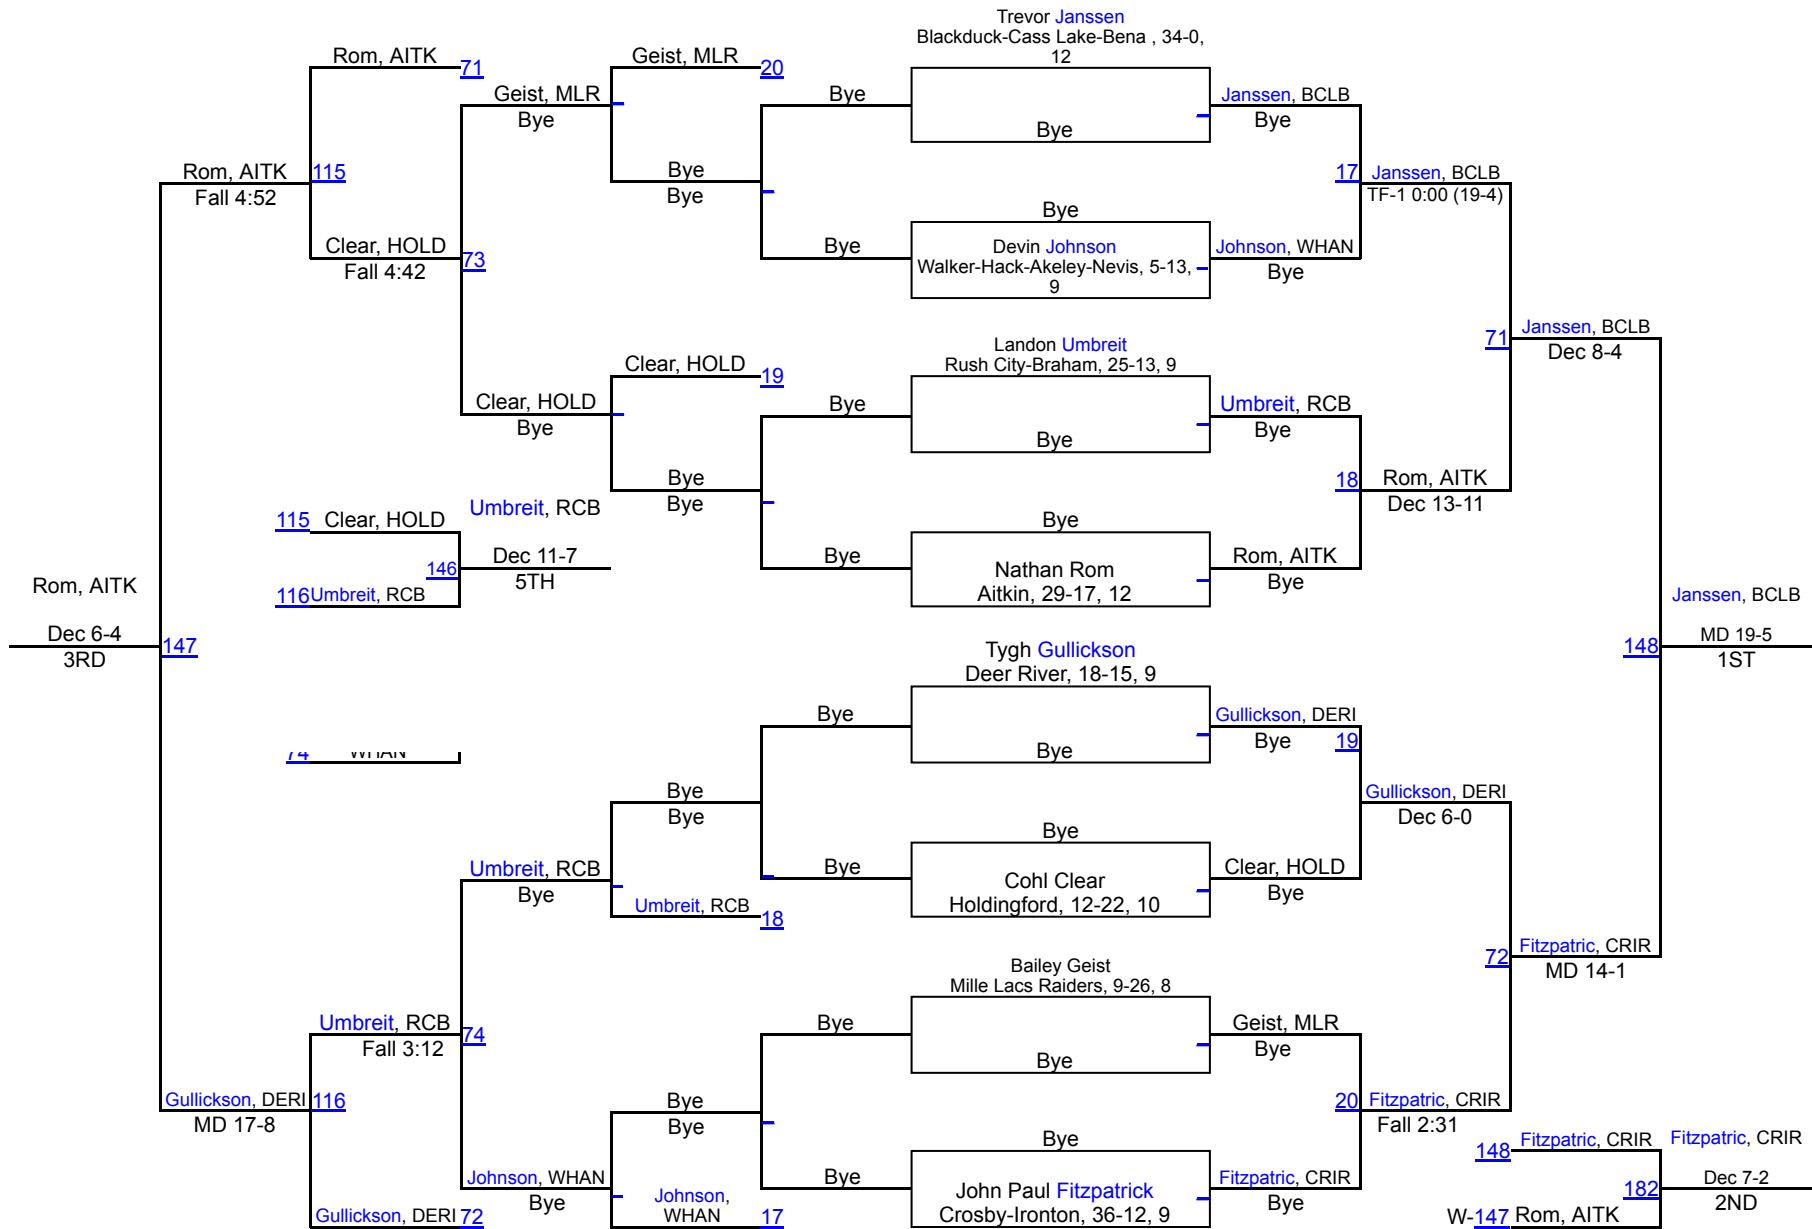 Trevor Janssen
Blackduck-Cass Lake-Bena , 34-0,
12
Rom, AITK
71
Geist, MLR
20
Geist, MLR
Bye
Bye
Bye
Janssen, BCLB
Bye
Rom, AITK
Fall 4:52
115
Bye
Bye
17
Janssen, BCLB
TF-1 0:00 (19-4)
Clear, HOLD
Fall 4:42
73
Bye
Bye
Devin Johnson
Walker-Hack-Akeley-Nevis, 5-13,
9
Johnson, WHAN
Bye
Landon Umbreit
Rush City-Braham, 25-13, 9
71
Janssen, BCLB
Dec 8-4
Clear, HOLD
19
Clear, HOLD
Bye
Bye
Bye
Umbreit, RCB
Bye
Bye
Bye
18
Rom, AITK
Dec 13-11
115
Clear, HOLD
Umbreit, RCB
Dec 11-7
5TH
146
116
Umbreit, RCB
Bye
Bye
Nathan Rom
Aitkin, 29-17, 12
Rom, AITK
Bye
Rom, AITK
Dec 6-4
3RD
147
Janssen, BCLB
148
MD 19-5
1ST
Tygh Gullickson
Deer River, 18-15, 9
Bye
Bye
Gullickson, DERI
Bye
19
74
WHAN
Bye
Bye
Gullickson, DERI
Dec 6-0
Umbreit, RCB
Bye
Umbreit, RCB
18
Bye
Bye
Cohl Clear
Holdingford, 12-22, 10
Clear, HOLD
Bye
72
Fitzpatric, CRIR
MD 14-1
Bailey Geist
Mille Lacs Raiders, 9-26, 8
Umbreit, RCB
Fall 3:12
74
Bye
Bye
Geist, MLR
Bye
Gullickson, DERI
MD 17-8
116
Bye
Bye
20
Fitzpatric, CRIR
Fall 2:31
Johnson, WHAN
Bye
Johnson,
WHAN
17
Bye
Bye
John Paul Fitzpatrick
Crosby-Ironton, 36-12, 9
Fitzpatric, CRIR
Bye
Gullickson, DERI
72
148
Fitzpatric, CRIR
Fitzpatric, CRIR
182
Dec 7-2
2ND
W-147
Rom, AITK